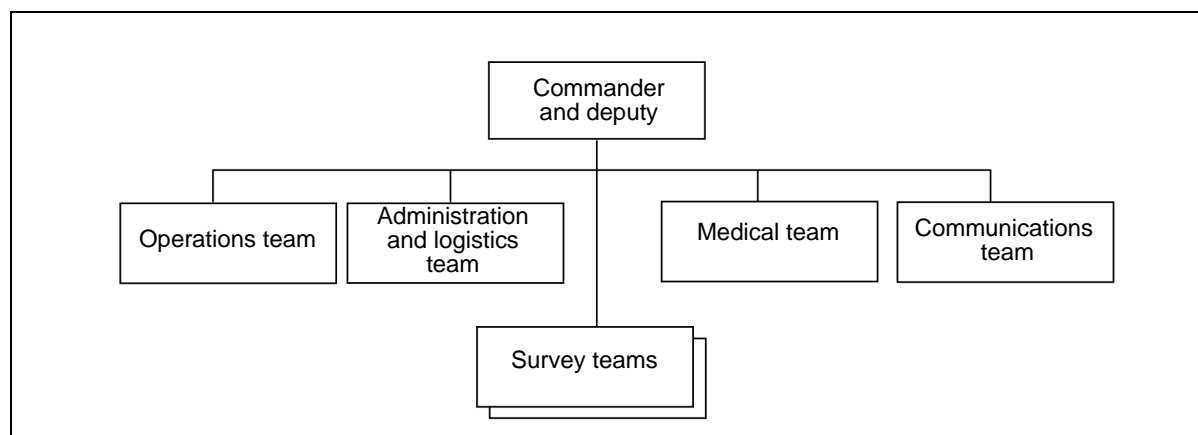 Commander
and deputy
Operations team
Administration
and logistics
team
Medical team
Communications
team
Survey teams